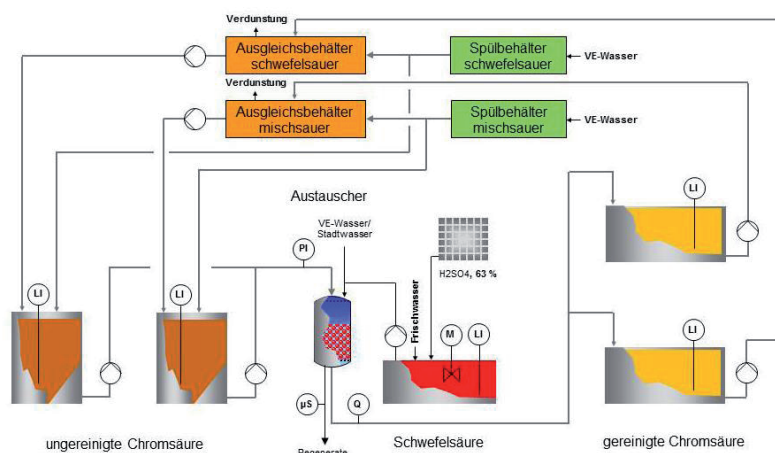 Verdunstung
Ausgleichsbehälter
schwefelsauer
Spülbehälter
schwefelsauer
VE-Wasser
Verdunstung
Ausgleichsbehälter
mischsauer
Spülbehälter
mischsauer
VE-Wasser
Austauscher
VE-Wasser/
Stadtwasser
PI
H2SO4, 63 %
LI
LI
LI
Frischwasser
M
LI
LI
µS
Q
Regenerate
ungereinigte Chromsäure
Schwefelsäure
gereinigte Chromsäure